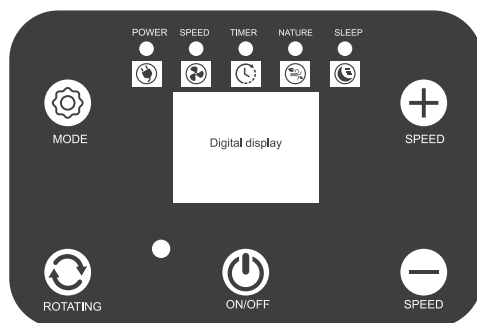 POWER SPEED TIMER NATURE SLEEP
MODE
Digital display
SPEED
ROTATING
ON/OFF
SPEED